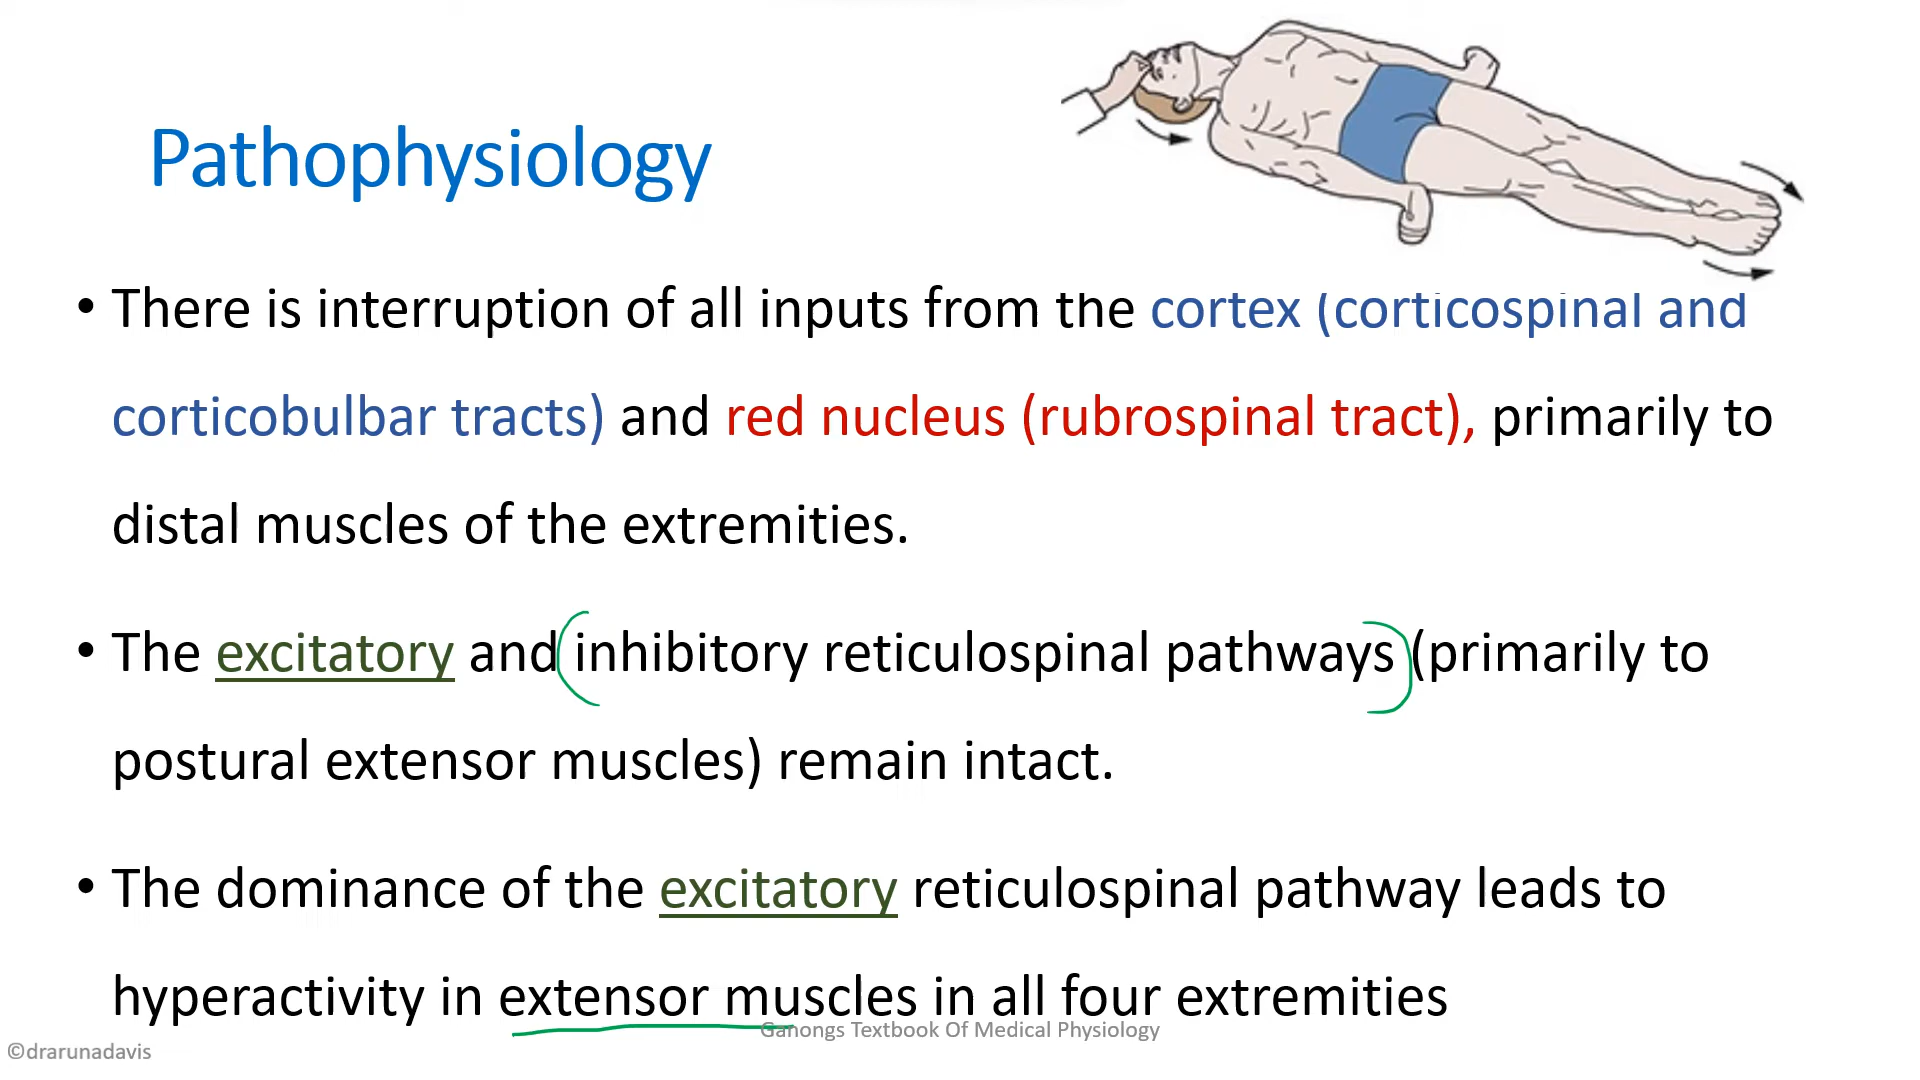 Pathophysiology
• There is interruption of all inputs from the cortex (corticospinal and
corticobulbar tracts) and red nucleus (rubrospinal tract), primarily to
distal muscles of the extremities.
• The excitatory and inhibitory reticulospinal pathways (primarily to
postural extensor muscles) remain intact.
• The dominance of the excitatory reticulospinal pathway leads to
hyperactivity in extensor muscles in all four extremities
Ganongs Textbook Of Medical Physiology
©drarunadavis